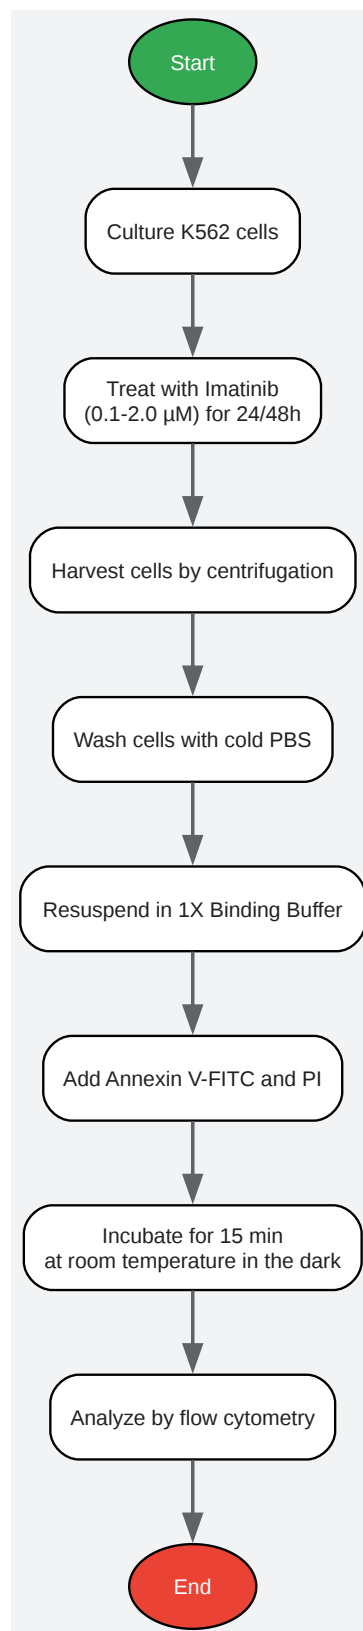 Start
Culture K562 cells
Treat with Imatinib
(0.1-2.0 µM) for 24/48h
Harvest cells by centrifugation
Wash cells with cold PBS
Resuspend in 1X Binding Buffer
Add Annexin V-FITC and PI
Incubate for 15 min
at room temperature in the dark
Analyze by flow cytometry
End